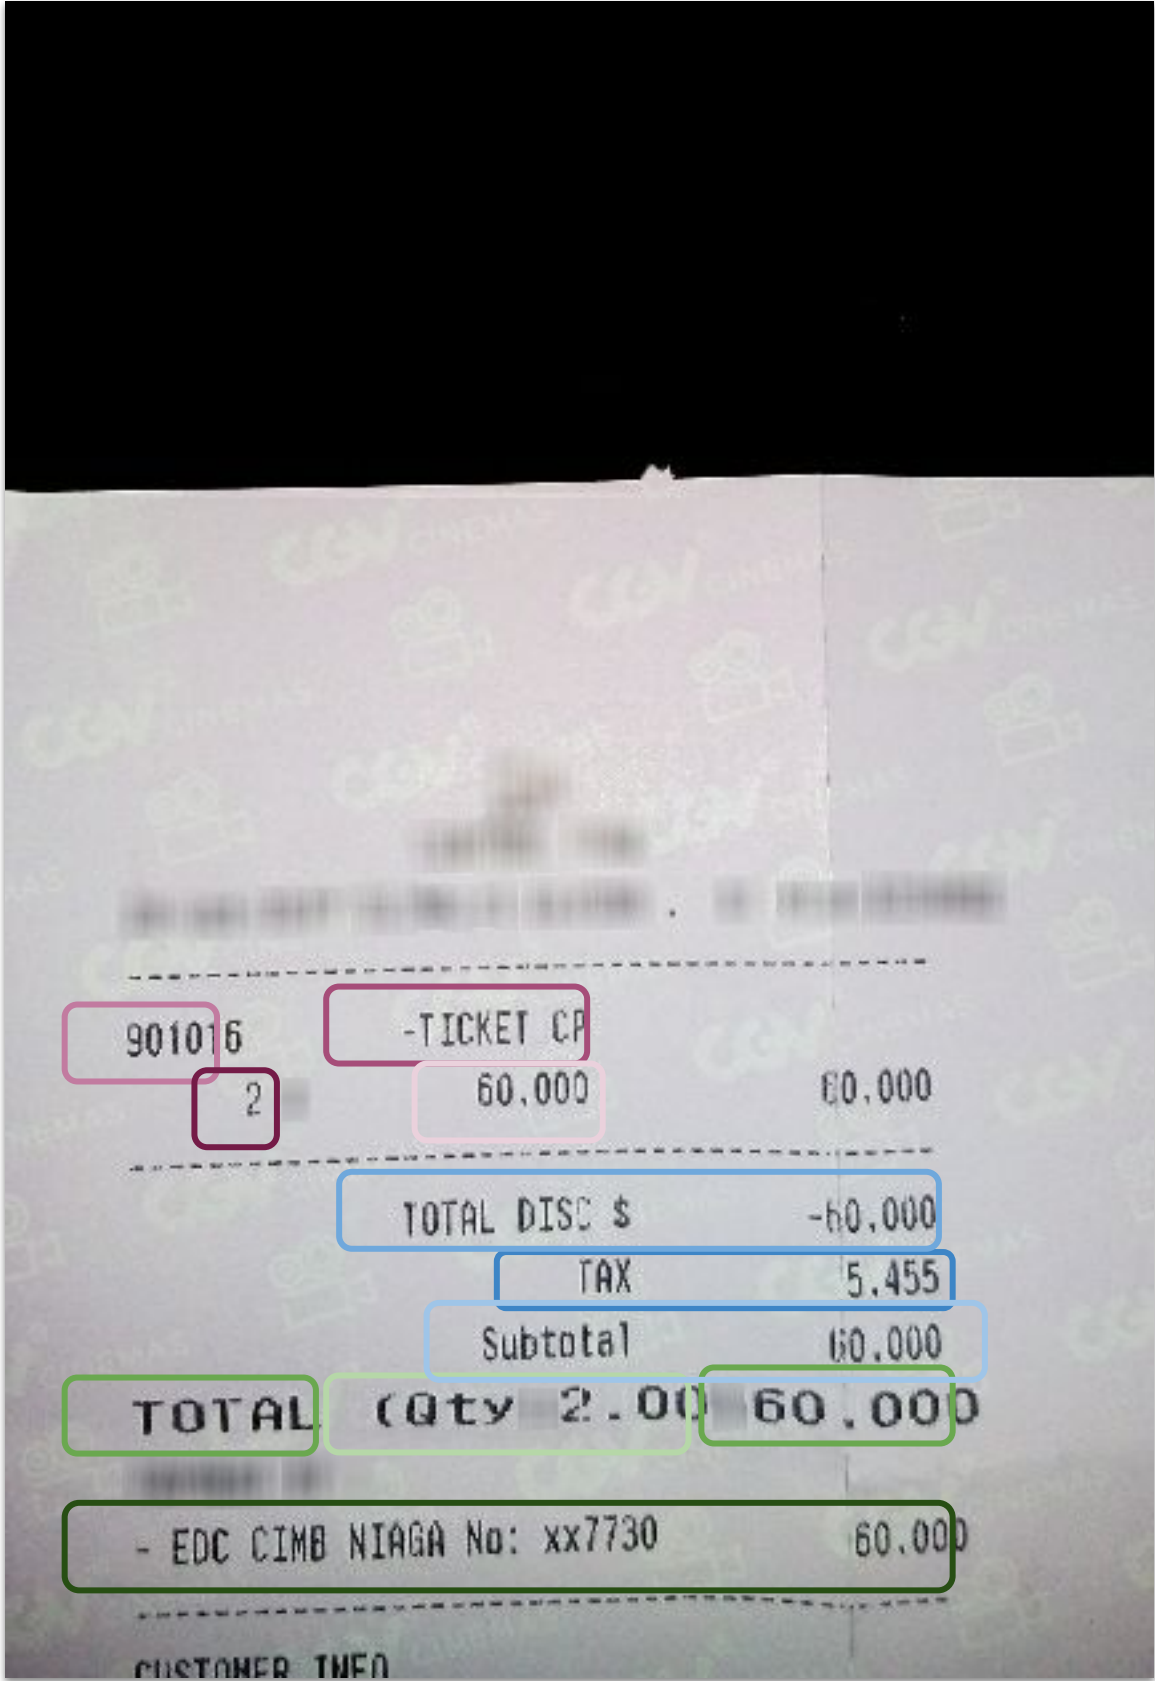 901016 -TICKET CP
2 60.000 60.000
TOTAL DISC $ -60.000
TAX 5.455
Subtotal 60.000
TOTAL (Qty 2.00 60.000
- EDC CIMB NIAGA No: xx7730 60.000
CUSTOMER INFO